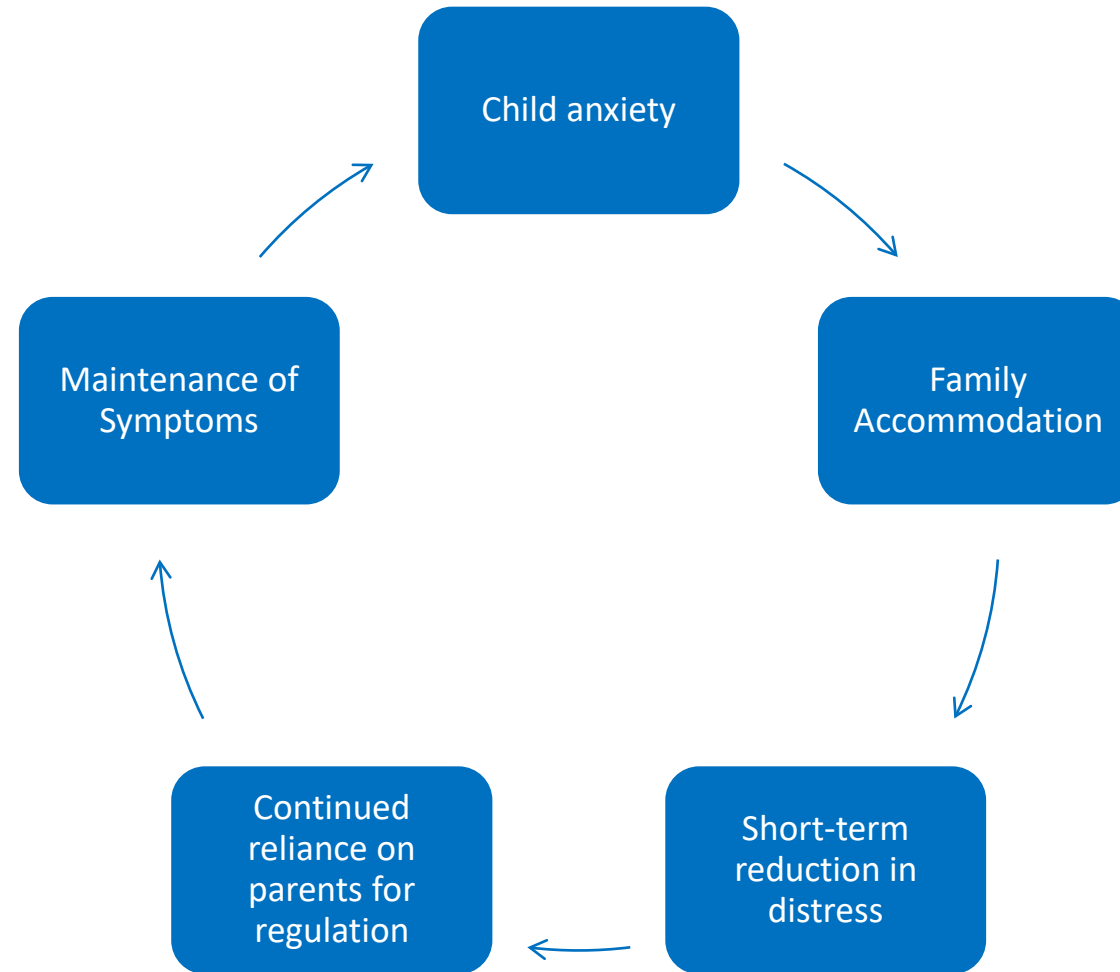 Child anxiety
Family
Accommodation
Short-term
reduction in
distress
Continued
reliance on
parents for
regulation
Maintenance of
Symptoms